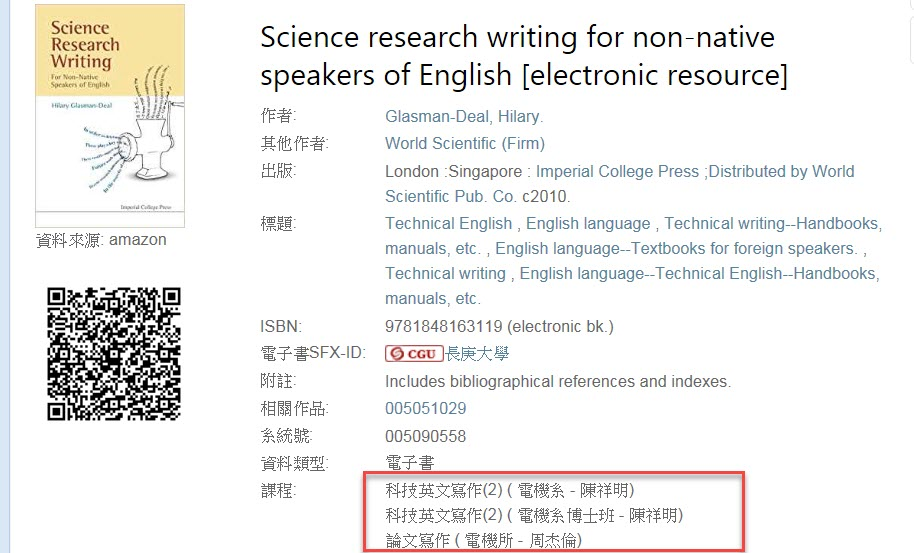 Science
Research
Writing
For Non-Native
Speakers of English
Hilary Glasman-Deal
Imperial College Press
資料來源: amazon
Science research writing for non-native
speakers of English [electronic resource]
作者: Glasman-Deal, Hilary.
其他作者: World Scientific (Firm)
出版: London :Singapore : Imperial College Press ;Distributed by World
Scientific Pub. Co. c2010.
標題: Technical English , English language , Technical writing--Handbooks,
manuals, etc. , English language--Textbooks for foreign speakers. ,
Technical writing , English language--Technical English--Handbooks,
manuals, etc.
ISBN: 9781848163119 (electronic bk.)
電子書SFX-ID: CGU 長庚大學
附註: Includes bibliographical references and indexes.
相關作品: 005051029
系統號: 005090558
資料類型: 電子書
課程: 科技英文寫作(2) ( 電機系 - 陳祥明)
科技英文寫作(2) ( 電機系博士班 - 陳祥明)
論文寫作 ( 電機所 - 周杰倫)